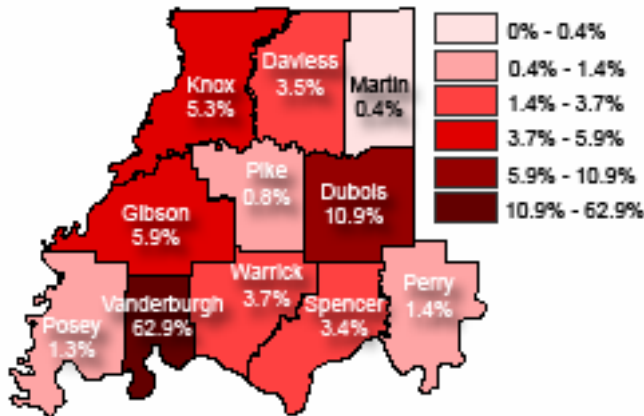 Knox
5.3%
Daviess
3.5%
Martin
0.4%
Pike
0.8%
Dubois
10.9%
Gibson
5.9%
Warrick
3.7%
Vanderburgh
62.9%
Posey
1.3%
Spencer
3.4%
Perry
1.4%
0% - 0.4%
0.4% - 1.4%
1.4% - 3.7%
3.7% - 5.9%
5.9% - 10.9%
10.9% - 62.9%